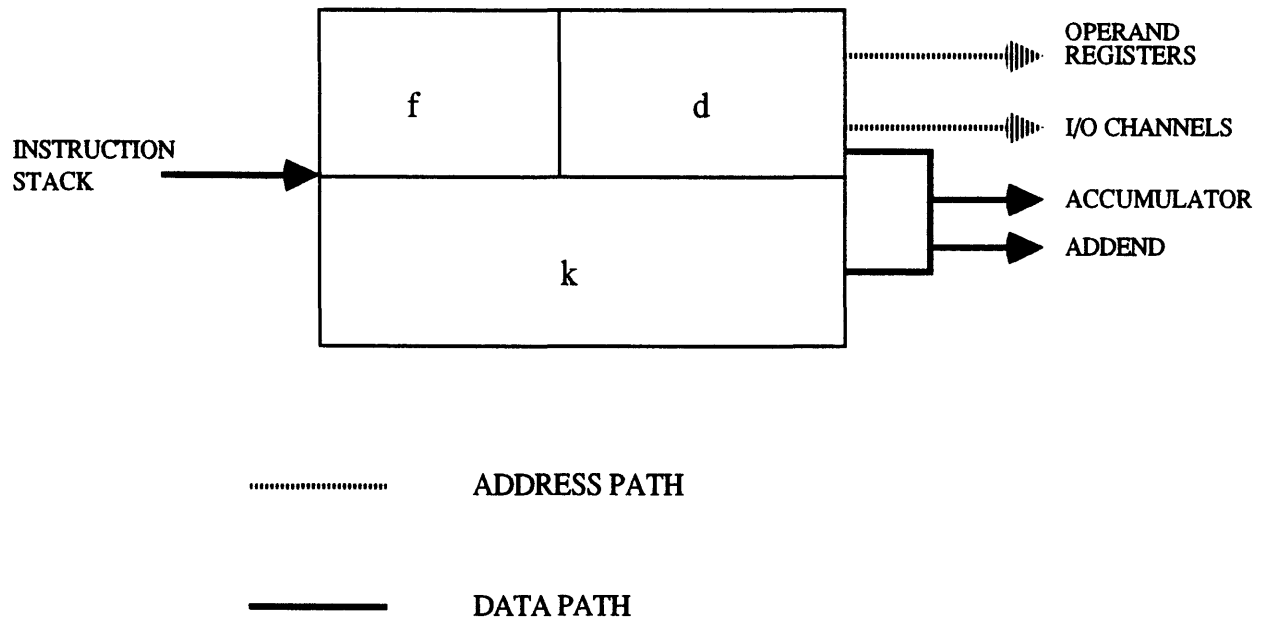 OPERAND
REGISTERS
f
d
I/O CHANNELS
INSTRUCTION
STACK
ACCUMULATOR
ADDEND
k
ADDRESS PATH
DATA PATH